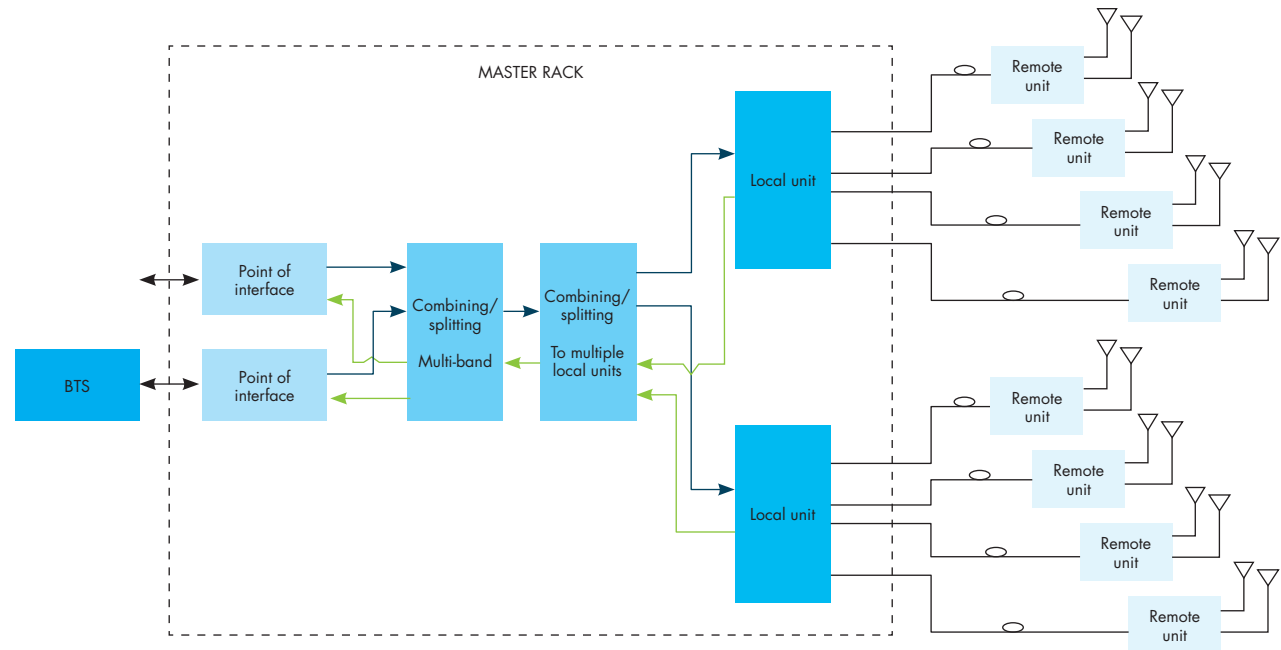 MASTER RACK
Remote
unit
Remote
unit
Remote
unit
Remote
unit
Local unit
Point of
interface
Combining/
splitting
Multi-band
Combining/
splitting
To multiple
local units
BTS
Point of
interface
Local unit
Remote
unit
Remote
unit
Remote
unit
Remote
unit